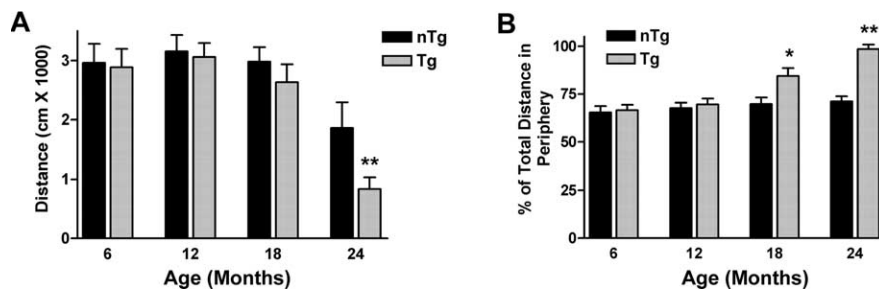 A
nTg
Tg
Distance (cm X 1000)
3
2
1
0
**
6 12 18 24
Age (Months)
B
nTg
Tg
% of Total Distance in
Periphery
100
75
50
25
0
*
**
6 12 18 24
Age (Months)